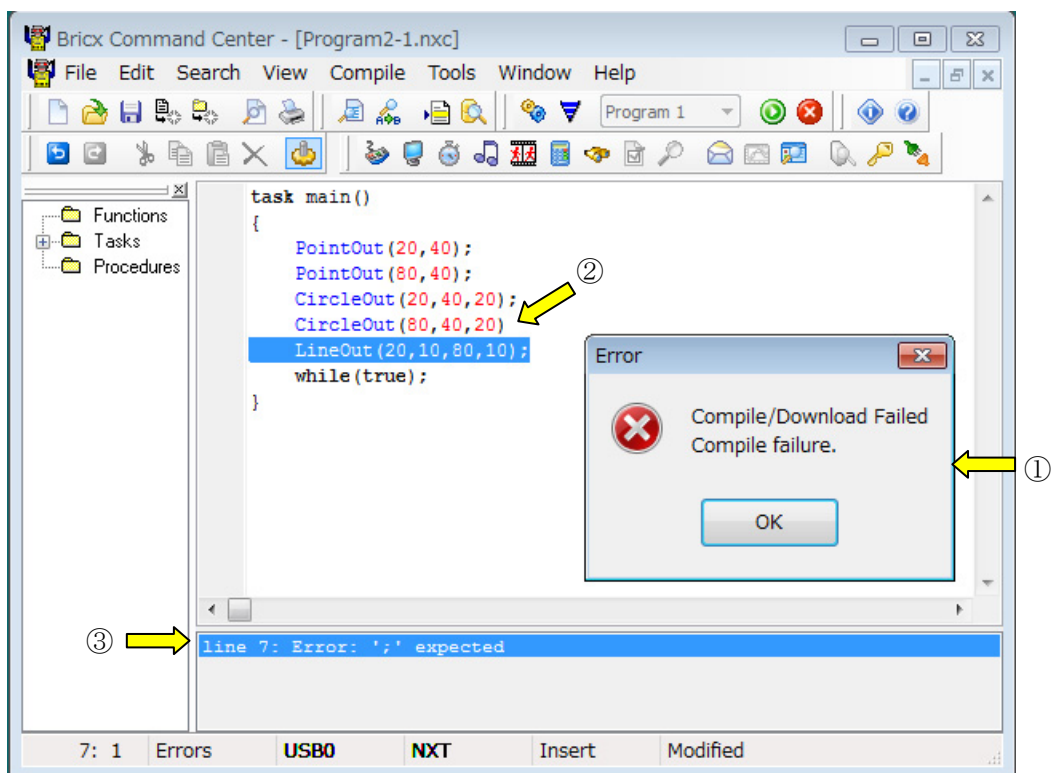 Bricx Command Center - [Program2-1.nxc]
File Edit Search View Compile Tools Window Help
Program 1
Functions
Tasks
Procedures
task main()
{
PointOut(20,40);
PointOut(80,40);
②
CircleOut(20,40,20);
CircleOut(80,40,20)
LineOut(20,10,80,10);
while(true);
}
Error
Compile/Download Failed
Compile failure.
①
OK
③
line 7: Error: ';' expected
7: 1 Errors USB0 NXT Insert Modified